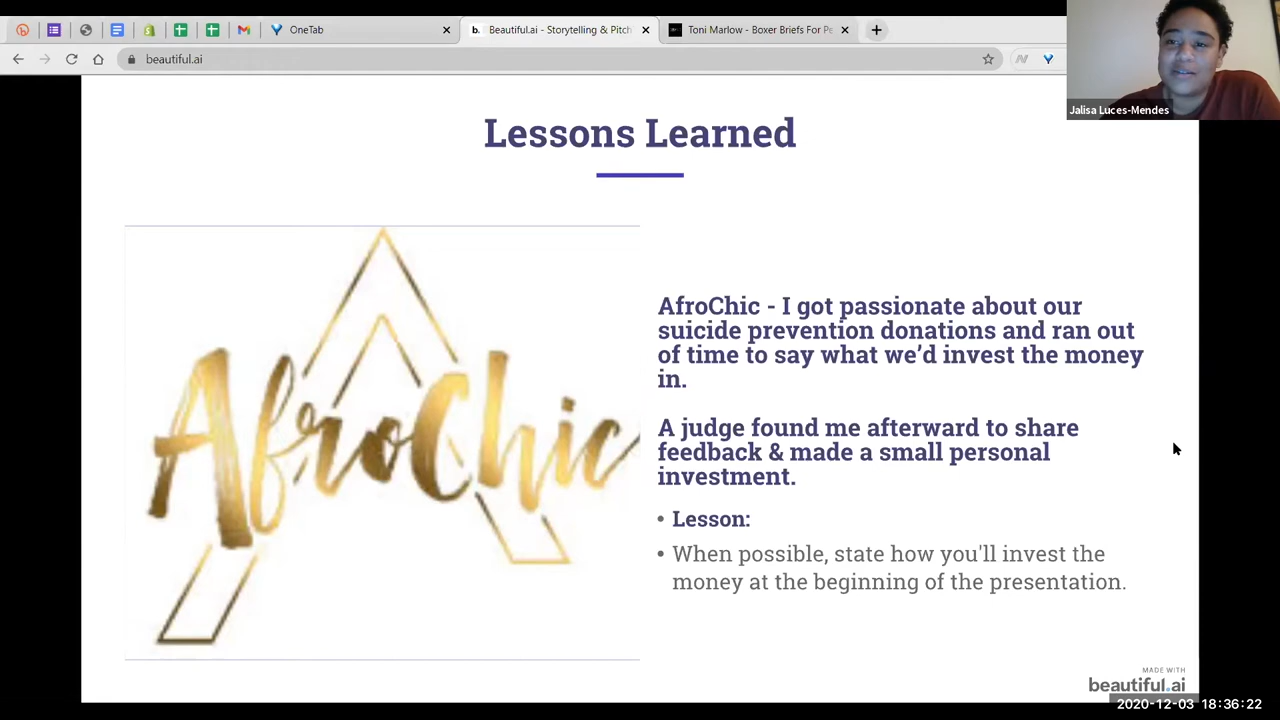 OneTab
Beautiful.ai - Storytelling & Pitch
Toni Marlow - Boxer Briefs For Pe
beautiful.ai
Jalisa Luces-Mendes
Lessons Learned
AfroChic
AfroChic - I got passionate about our
suicide prevention donations and ran out
of time to say what we’d invest the money
in.
A judge found me afterward to share
feedback & made a small personal
investment.
• Lesson:
• When possible, state how you'll invest the
money at the beginning of the presentation.
MADE WITH
beautiful.ai
2020-12-03 18:36:22